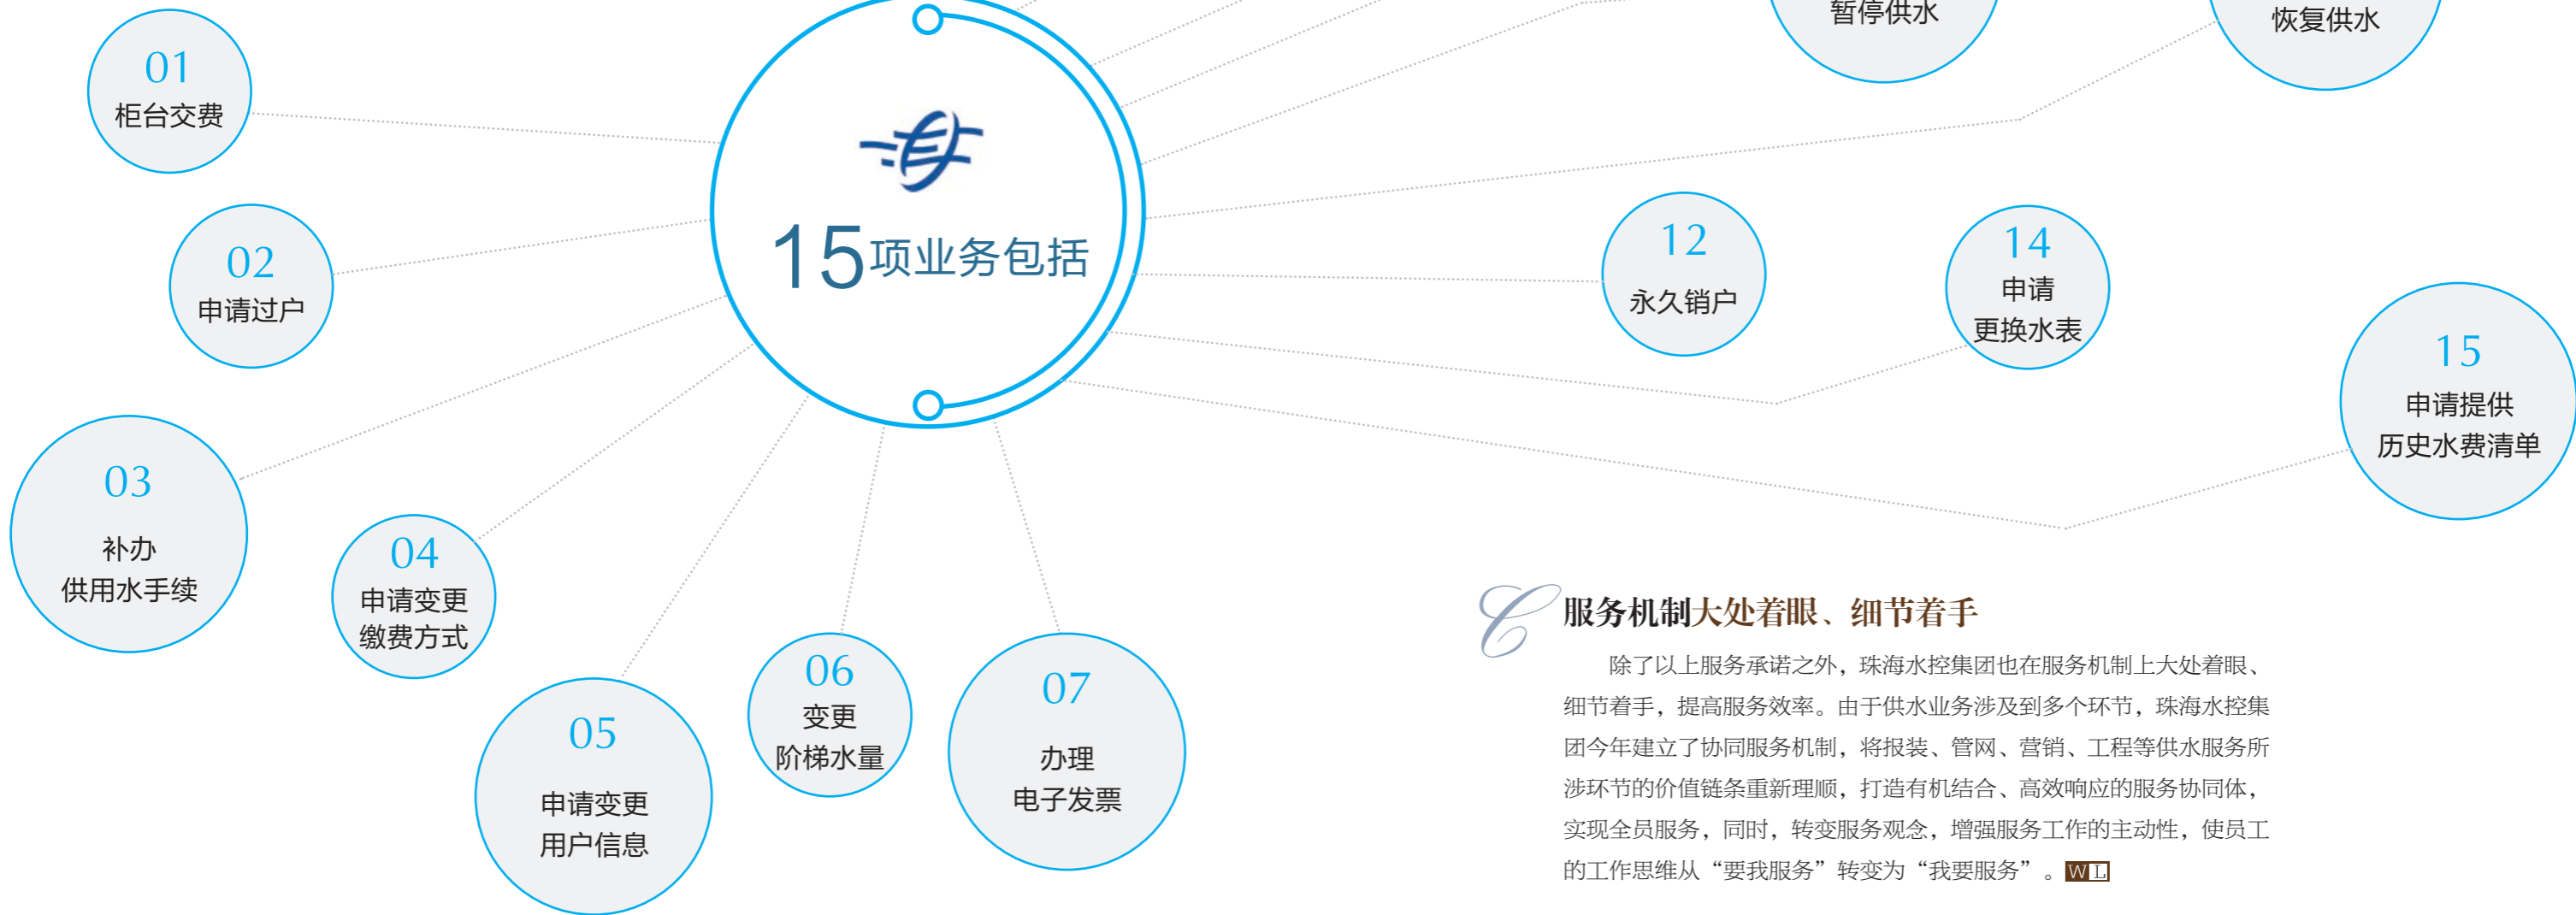 暂停供水
恢复供水
01
柜台交费
15项业务包括
02
申请过户
12
永久销户
14
申请
更换水表
15
申请提供
历史水费清单
03
补办
供用水手续
04
申请变更
缴费方式
05
申请变更
用户信息
06
变更
阶梯水量
07
办理
电子发票
C 服务机制大处着眼、细节着手
除了以上服务承诺之外，珠海水控集团也在服务机制上大处着眼、
细节着手，提高服务效率。由于供水业务涉及到多个环节，珠海水控集
团今年建立了协同服务机制，将报装、管网、营销、工程等供水服务所
涉环节的价值链条重新理顺，打造有机结合、高效响应的服务协同体，
实现全员服务，同时，转变服务观念，增强服务工作的主动性，使员工
的工作思维从“要我服务”转变为“我要服务”。WL